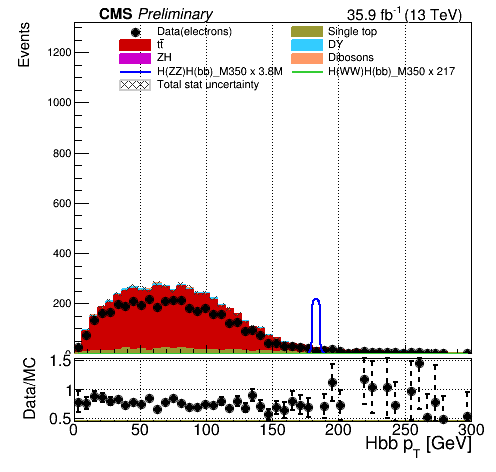 CMS Preliminary 35.9 fb⁻¹ (13 TeV)
Data(electrons) Single top
tt̄ DY
ZH Dibosons
H(ZZ)H(bb)_M350 x 3.8M H(WW)H(bb)_M350 x 217
Total stat uncertainty
Events
1200
1000
800
600
400
200
0
Data/MC
1.5
1
0.5
0 50 100 150 200 250 300
Hbb p_T [GeV]